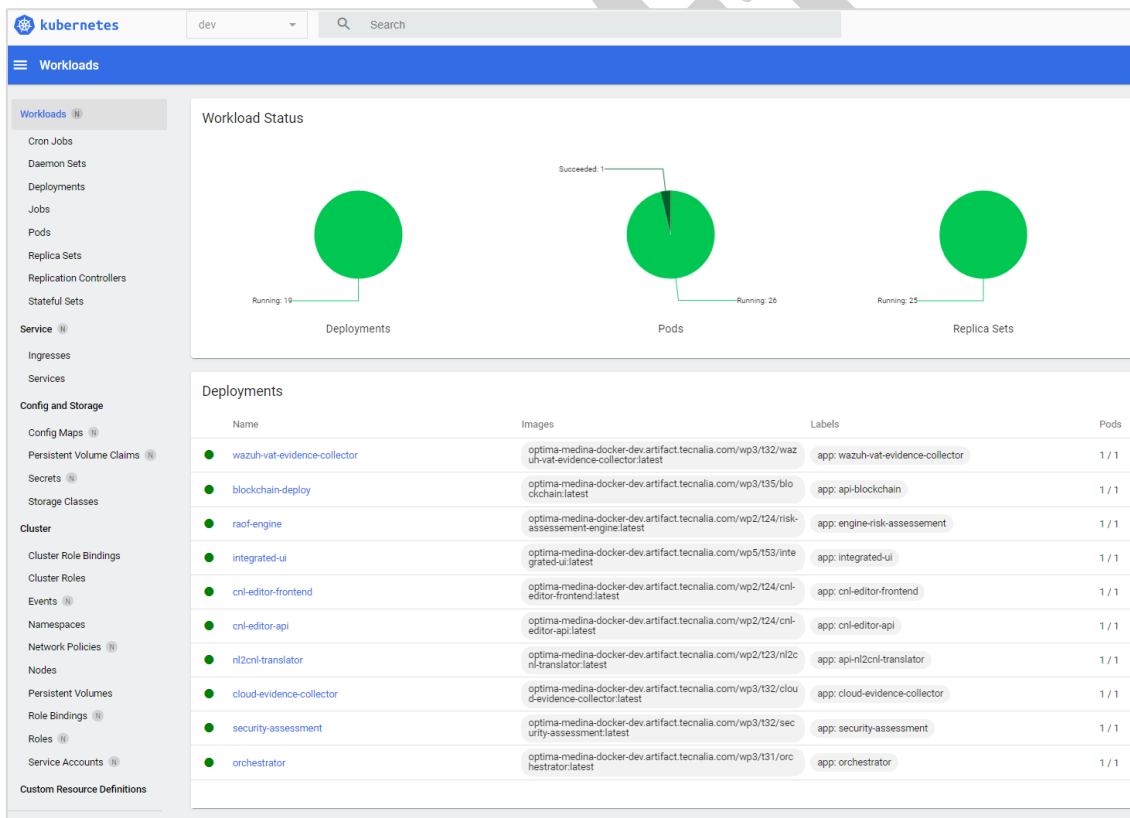 kubernetes
dev
Search
Workloads
Workloads N
Cron Jobs
Daemon Sets
Deployments
Jobs
Pods
Replica Sets
Replication Controllers
Stateful Sets
Service N
Ingresses
Services
Config and Storage
Config Maps N
Persistent Volume Claims N
Secrets N
Storage Classes
Cluster
Cluster Role Bindings
Cluster Roles
Events N
Namespaces
Network Policies N
Nodes
Persistent Volumes
Role Bindings N
Roles N
Service Accounts N
Custom Resource Definitions
Workload Status
Succeeded: 1
Running: 19
Running: 26
Running: 25
Deployments
Pods
Replica Sets
Deployments
Name Images Labels Pods
wazuh-vat-evidence-collector optima-medina-docker-dev.artifact.tecnalia.com/wp3/t32/waz app: wazuh-vat-evidence-collector 1 / 1
uh-vat-evidence-collector:latest
blockchain-deploy optima-medina-docker-dev.artifact.tecnalia.com/wp3/t35/blo app: api-blockchain 1 / 1
ckchain:latest
raof-engine optima-medina-docker-dev.artifact.tecnalia.com/wp2/t24/risk- app: engine-risk-assessement 1 / 1
assessement-engine:latest
integrated-ui optima-medina-docker-dev.artifact.tecnalia.com/wp5/t53/inte app: integrated-ui 1 / 1
grated-ui:latest
cnl-editor-frontend optima-medina-docker-dev.artifact.tecnalia.com/wp2/t24/cnl- app: cnl-editor-frontend 1 / 1
editor-frontend:latest
cnl-editor-api optima-medina-docker-dev.artifact.tecnalia.com/wp2/t24/cnl- app: cnl-editor-api 1 / 1
editor-api:latest
nl2cnl-translator optima-medina-docker-dev.artifact.tecnalia.com/wp2/t23/nl2c app: api-nl2cnl-translator 1 / 1
nl-translator:latest
cloud-evidence-collector optima-medina-docker-dev.artifact.tecnalia.com/wp3/t32/clou app: cloud-evidence-collector 1 / 1
d-evidence-collector:latest
security-assessment optima-medina-docker-dev.artifact.tecnalia.com/wp3/t32/sec app: security-assessment 1 / 1
urity-assessment:latest
orchestrator optima-medina-docker-dev.artifact.tecnalia.com/wp3/t31/orc app: orchestrator 1 / 1
hestrator:latest